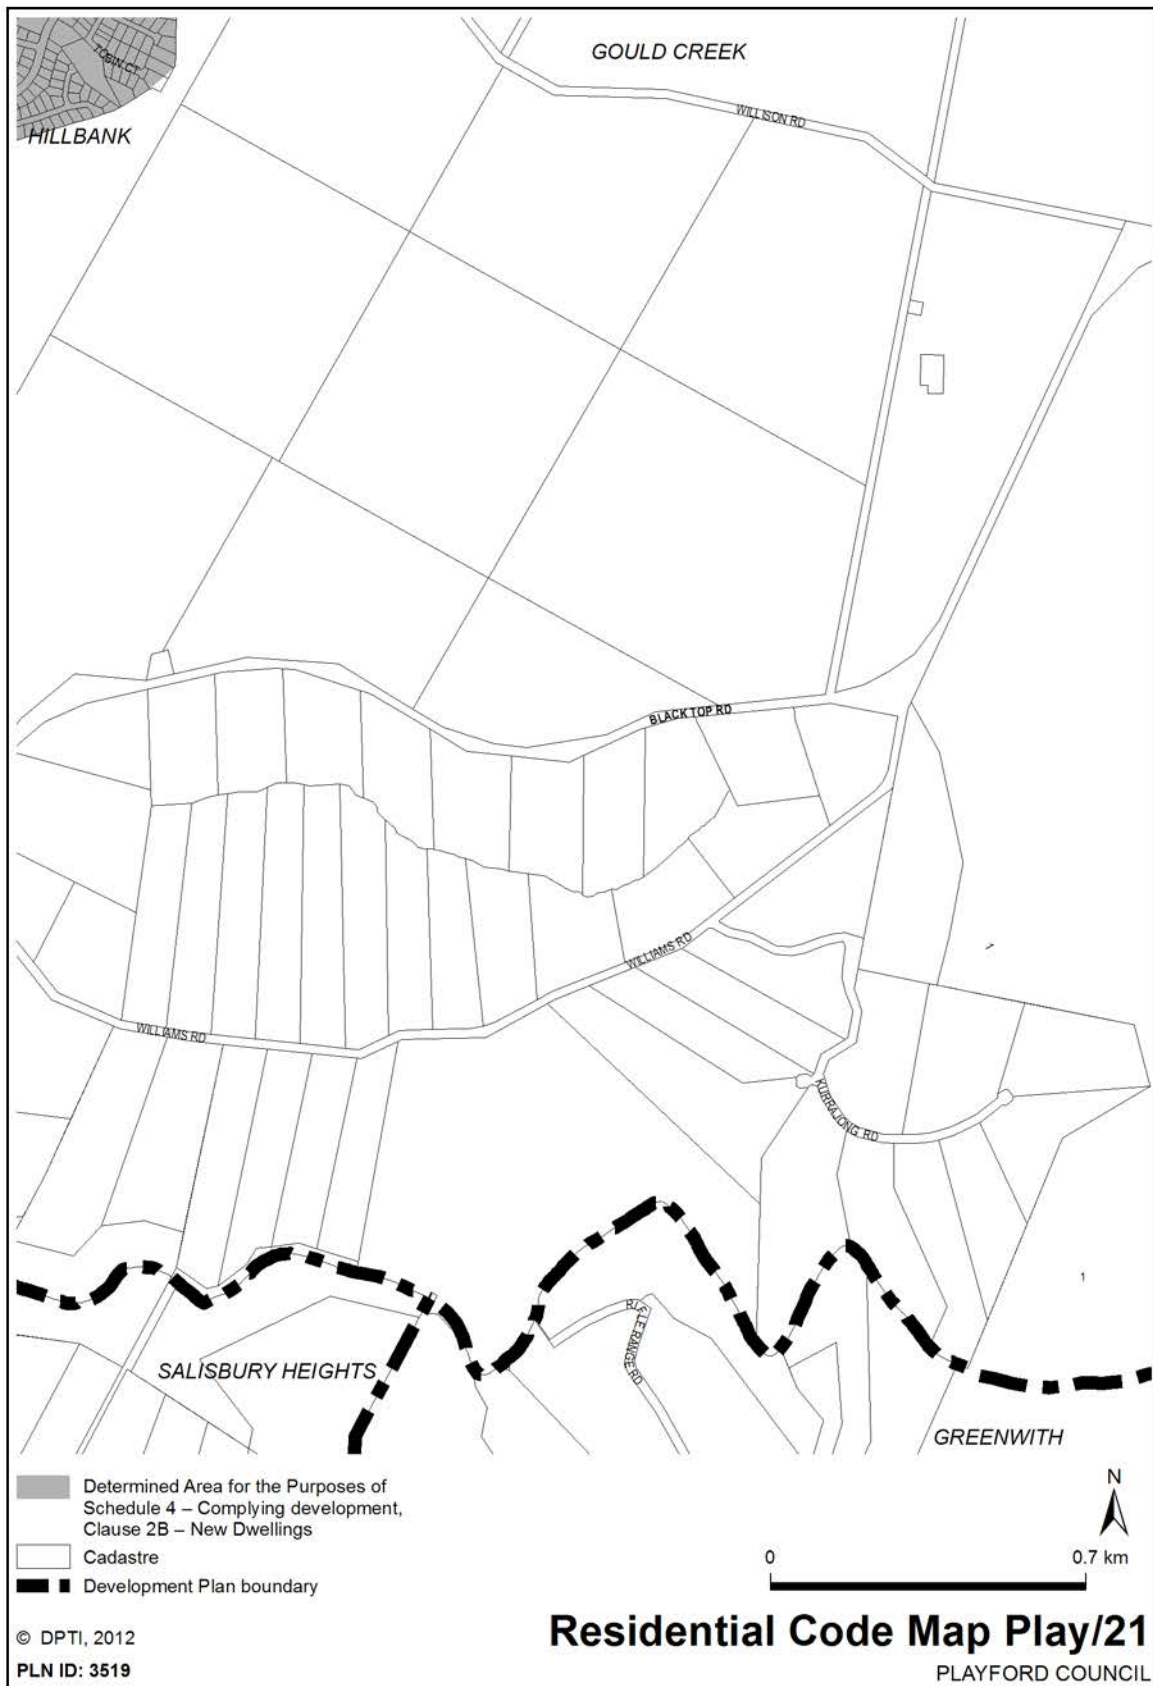 GOULD CREEK
TOBIN CT
WILLISON RD
HILLBANK
BLACK TOP RD
WILLIAMS RD
WILLIAMS RD
KURRAJONG RD
1
RANGE RD
SALISBURY HEIGHTS
GREENWITH
Determined Area for the Purposes of
Schedule 4 – Complying development,
Clause 2B – New Dwellings
Cadastre
Development Plan boundary
N
0 0.7 km
© DPTI, 2012
PLN ID: 3519
Residential Code Map Play/21
PLAYFORD COUNCIL